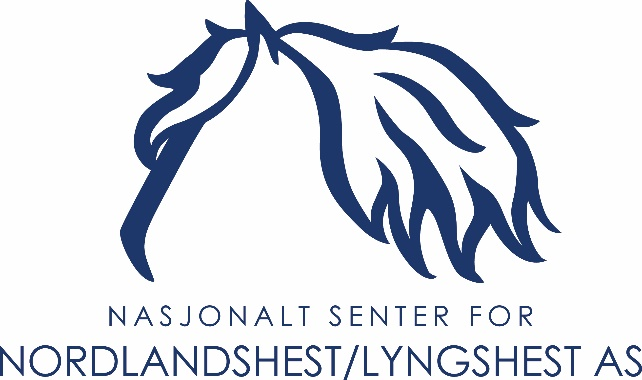 NASJONALT SENTER FOR
NORDLANDSHEST/LYNGSHEST AS